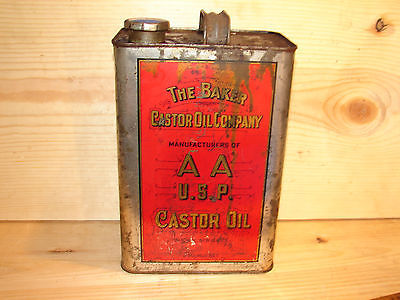 THE BAKER
CASTOR OIL COMPANY
MANUFACTURERS OF
A A
U.S.P.
CASTOR OIL